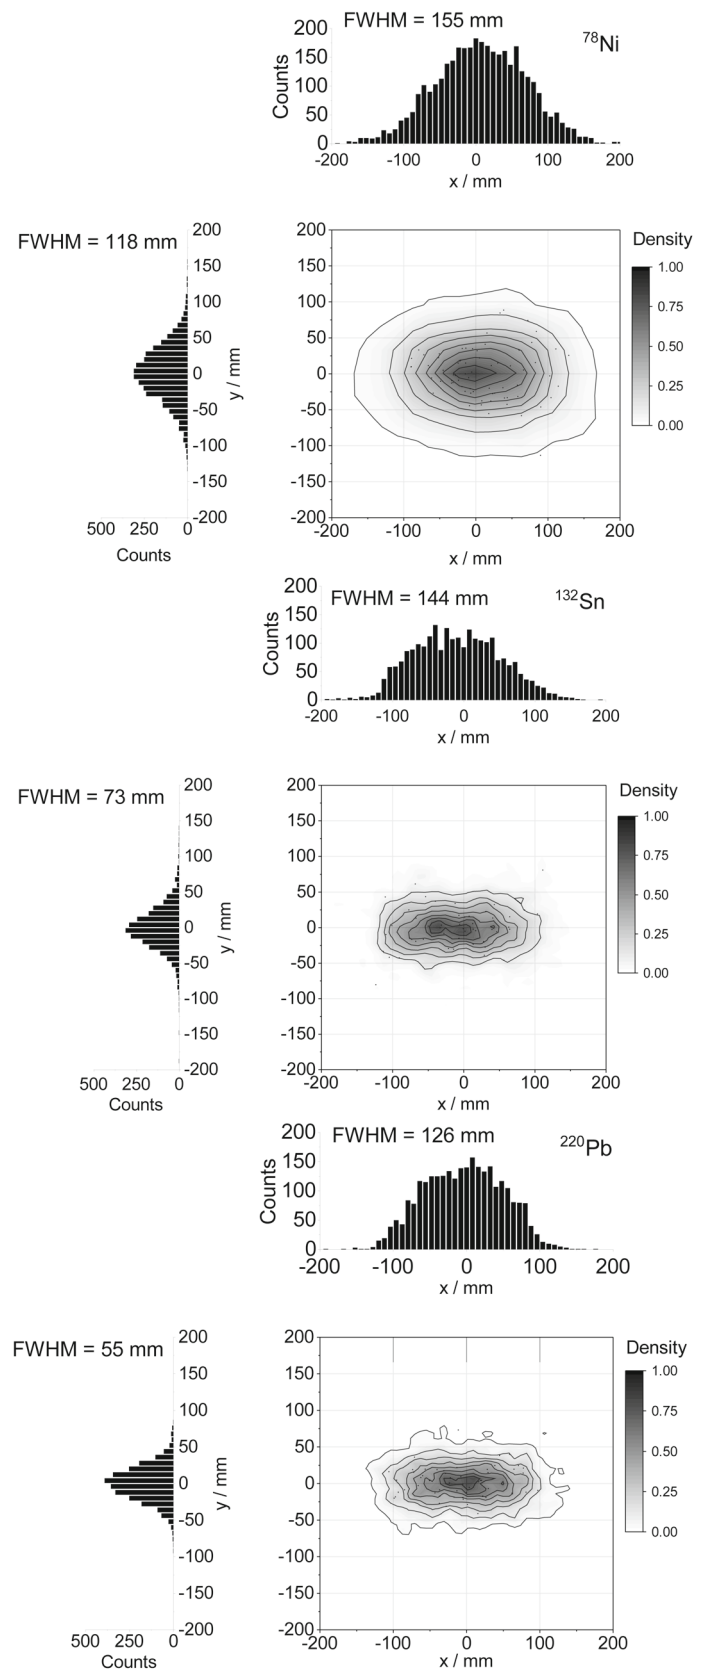 FWHM = 155 mm
⁷⁸Ni
Counts
200
150
100
50
0
-200 -100 0 100 200
x / mm
FWHM = 118 mm
200
150
100
50
0
-50
-100
-150
-200
y / mm
500 250 0
Counts
200
150
100
50
0
-50
-100
-150
-200
-200 -100 0 100 200
x / mm
Density
1.00
0.75
0.50
0.25
0.00
FWHM = 144 mm
¹³²Sn
Counts
200
150
100
50
0
-200 -100 0 100 200
x / mm
FWHM = 73 mm
200
150
100
50
0
-50
-100
-150
-200
y / mm
500 250 0
Counts
200
150
100
50
0
-50
-100
-150
-200
-200 -100 0 100 200
x / mm
Density
1.00
0.75
0.50
0.25
0.00
FWHM = 126 mm
²²⁰Pb
Counts
200
150
100
50
0
-200 -100 0 100 200
x / mm
FWHM = 55 mm
200
150
100
50
0
-50
-100
-150
-200
y / mm
500 250 0
Counts
200
150
100
50
0
-50
-100
-150
-200
-200 -100 0 100 200
x / mm
Density
1.00
0.75
0.50
0.25
0.00